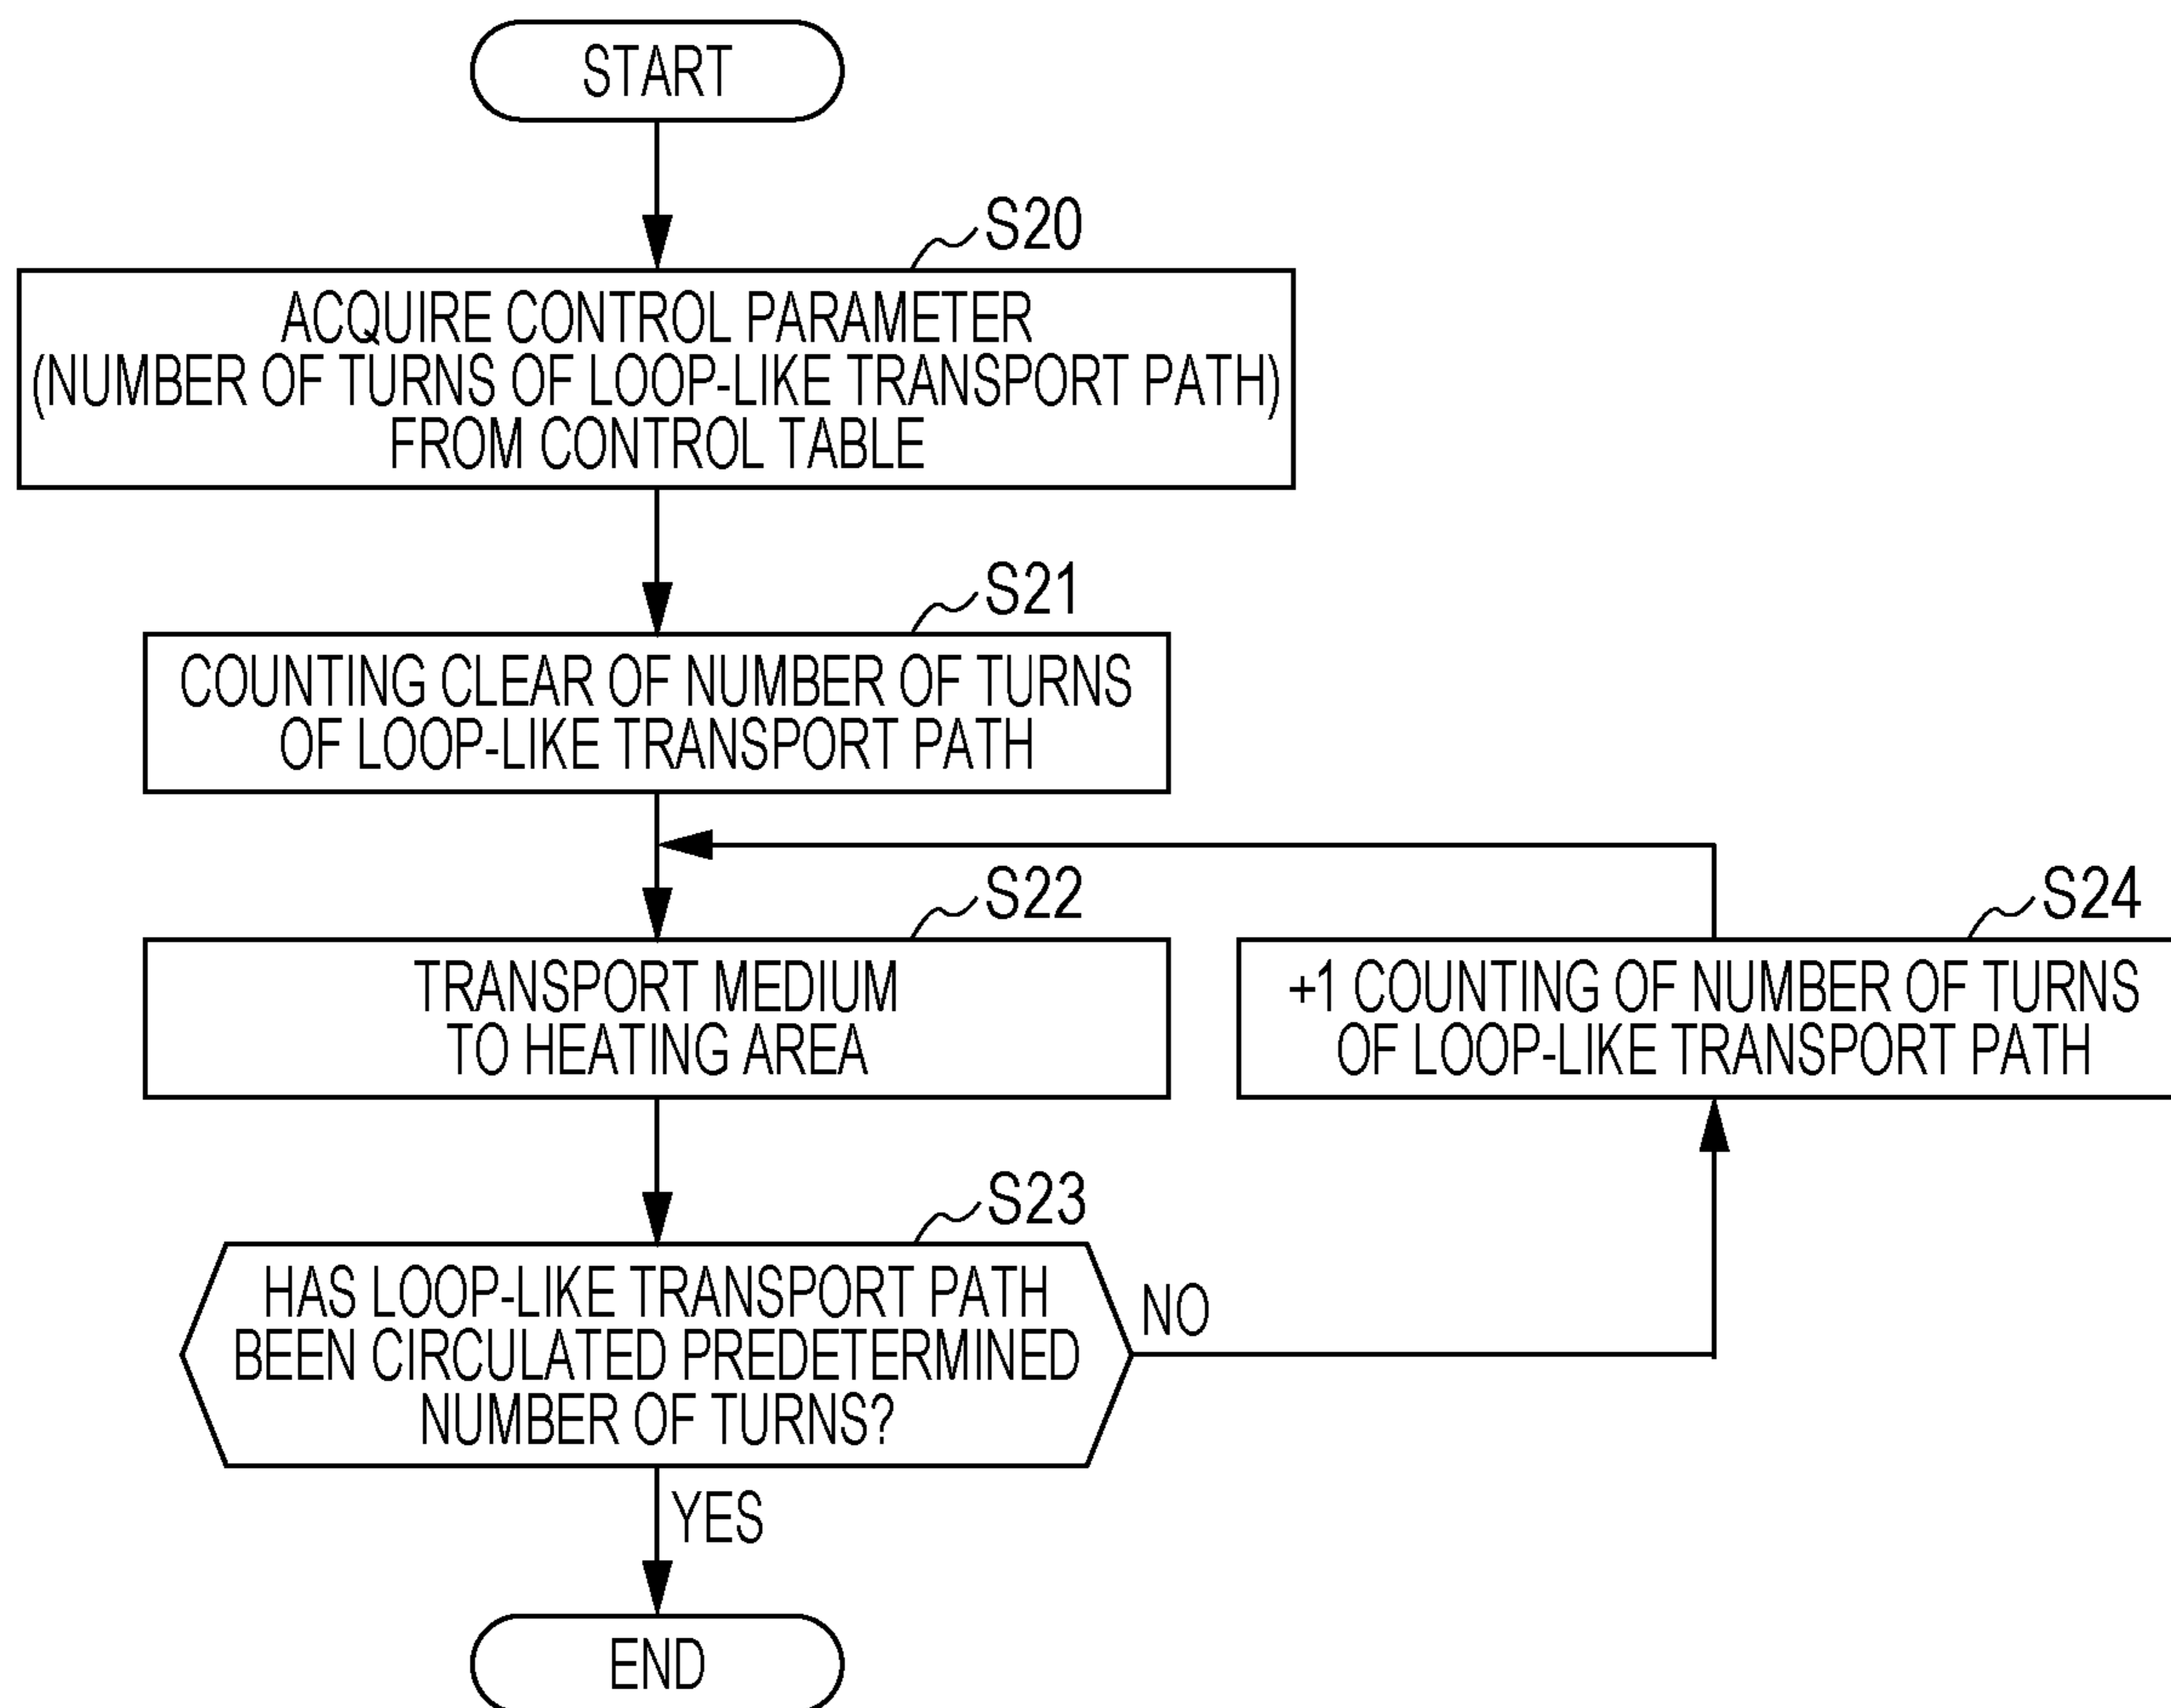 START
S20
ACQUIRE CONTROL PARAMETER
(NUMBER OF TURNS OF LOOP-LIKE TRANSPORT PATH)
FROM CONTROL TABLE
S21
COUNTING CLEAR OF NUMBER OF TURNS
OF LOOP-LIKE TRANSPORT PATH
S22
TRANSPORT MEDIUM
TO HEATING AREA
S24
+1 COUNTING OF NUMBER OF TURNS
OF LOOP-LIKE TRANSPORT PATH
S23
HAS LOOP-LIKE TRANSPORT PATH
BEEN CIRCULATED PREDETERMINED
NUMBER OF TURNS?
NO
YES
END